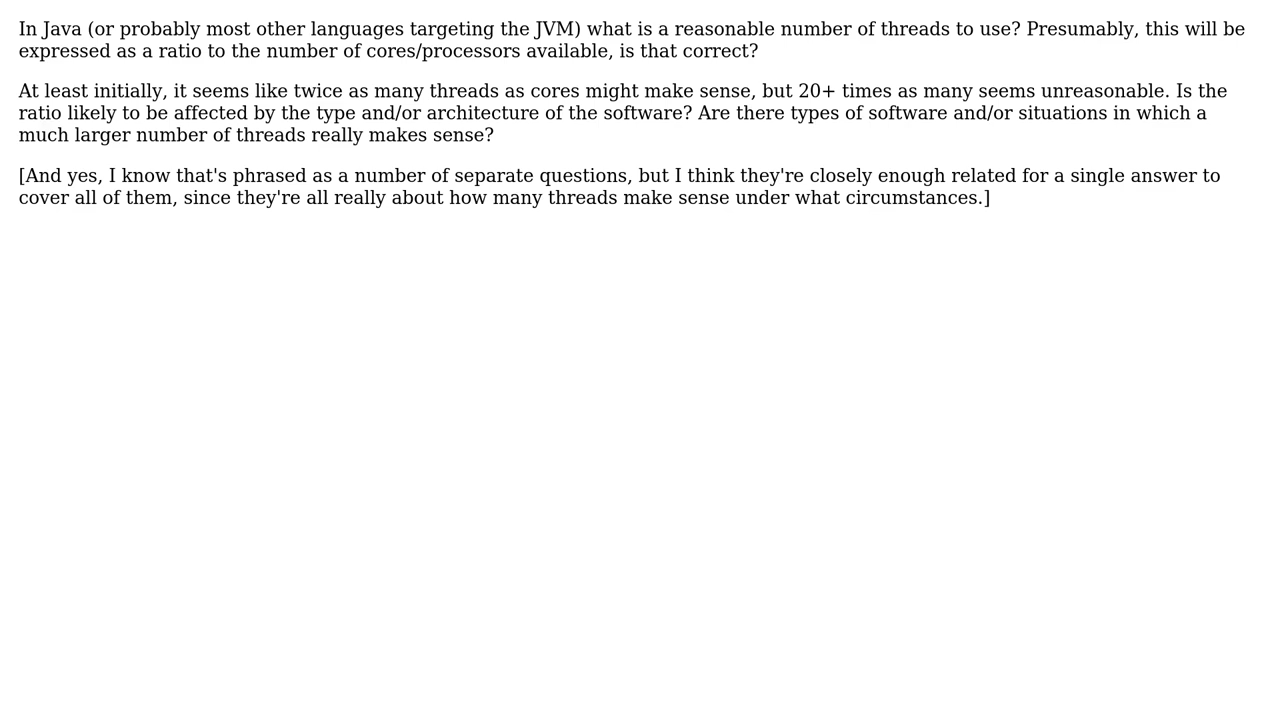 In Java (or probably most other languages targeting the JVM) what is a reasonable number of threads to use? Presumably, this will be
expressed as a ratio to the number of cores/processors available, is that correct?
At least initially, it seems like twice as many threads as cores might make sense, but 20+ times as many seems unreasonable. Is the
ratio likely to be affected by the type and/or architecture of the software? Are there types of software and/or situations in which a
much larger number of threads really makes sense?
[And yes, I know that's phrased as a number of separate questions, but I think they're closely enough related for a single answer to
cover all of them, since they're all really about how many threads make sense under what circumstances.]